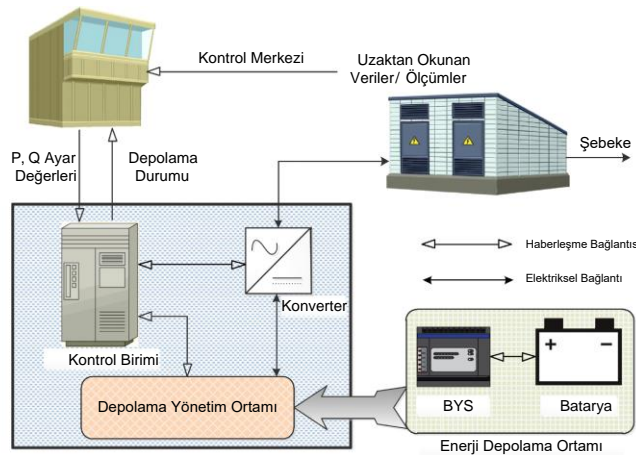 Kontrol Merkezi
Uzaktan Okunan
Veriler/ Ölçümler
Şebeke
P, Q Ayar
Değerleri
Depolama
Durumu
Haberleşme Bağlantıs
Elektriksel Bağlantı
Konverter
Kontrol Birimi
Depolama Yönetim Ortamı
+ −
BYS
Batarya
Enerji Depolama Ortamı